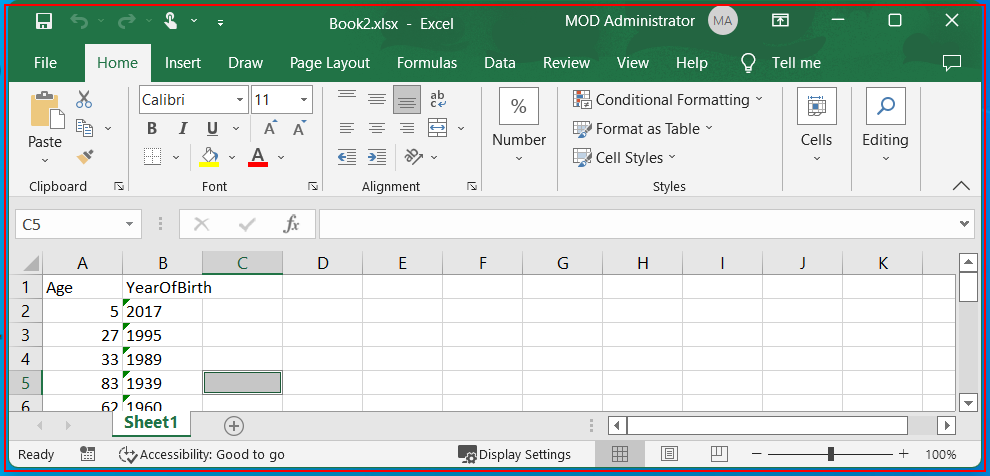 Book2.xlsx - Excel
MOD Administrator MA
File Home Insert Draw Page Layout Formulas Data Review View Help Tell me
Paste
Calibri 11
B I U A A
A
ab
c
%
Number
Conditional Formatting
Format as Table
Cell Styles
Cells
Editing
Clipboard Font Alignment Styles
C5 fx
A B C D E F G H I J K
1 Age YearOfBirth
2 5 2017
3 27 1995
4 33 1989
5 83 1939
6 62 1960
Sheet1
Ready Accessibility: Good to go Display Settings 100%